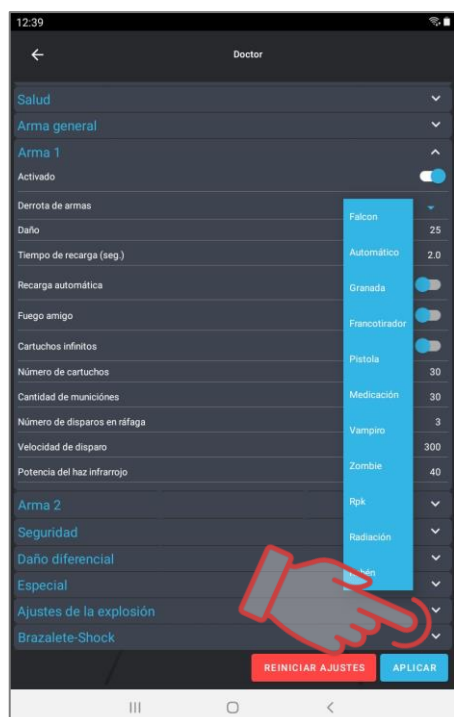 12:39
Doctor
Salud
Arma general
Arma 1
Activado
Derrota de armas
Daño 25
Tiempo de recarga (seg.) 2.0
Recarga automática
Fuego amigo
Cartuchos infinitos
Número de cartuchos 30
Cantidad de municiónes 30
Número de disparos en ráfaga 3
Velocidad de disparo 300
Potencia del haz infrarrojo 40
Falcon
Automático
Granada
Francotirador
Pistola
Medicación
Vampiro
Zombie
Rpk
Radiación
Arma 2
Seguridad
Daño diferencial
Especial
Ajustes de la explosión
Brazalete-Shock
REINICIAR AJUSTES APLICAR